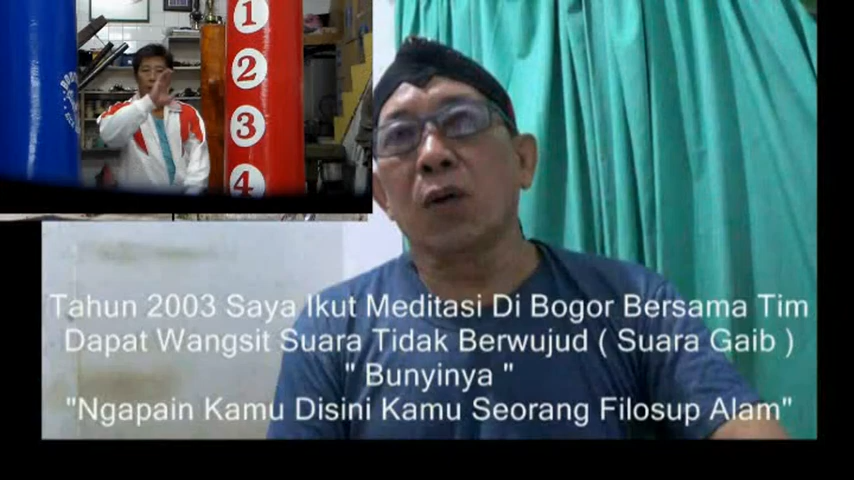 1
2
3
4
Tahun 2003 Saya Ikut Meditasi Di Bogor Bersama Tim
Dapat Wangsit Suara Tidak Berwujud ( Suara Gaib )
" Bunyinya "
"Ngapain Kamu Disini Kamu Seorang Filosup Alam"